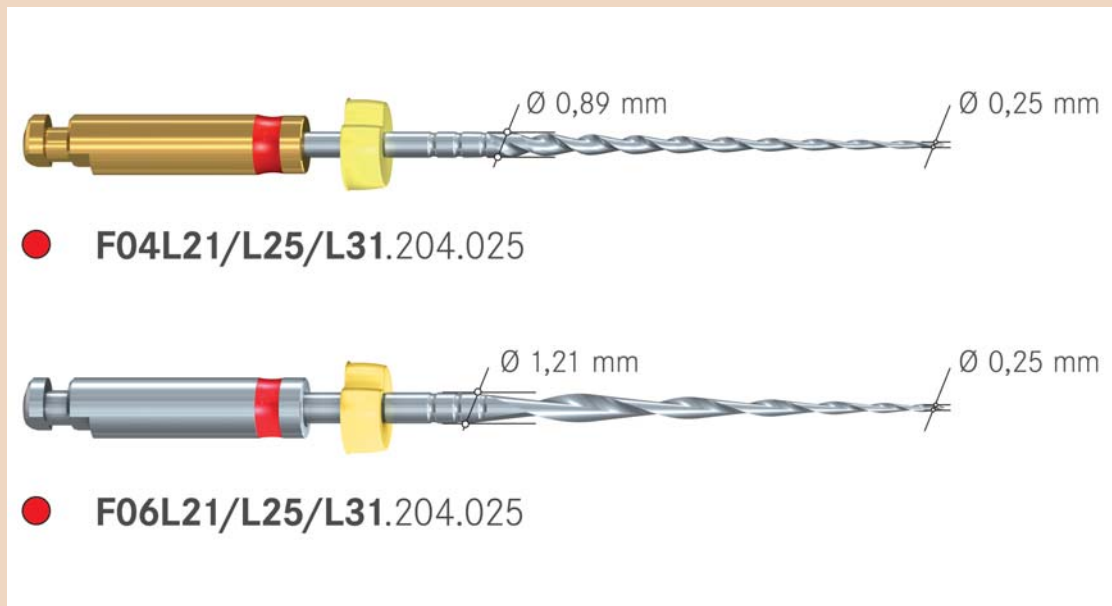 Ø 0,89 mm
Ø 0,25 mm
F04L21/L25/L31.204.025
Ø 1,21 mm
Ø 0,25 mm
F06L21/L25/L31.204.025